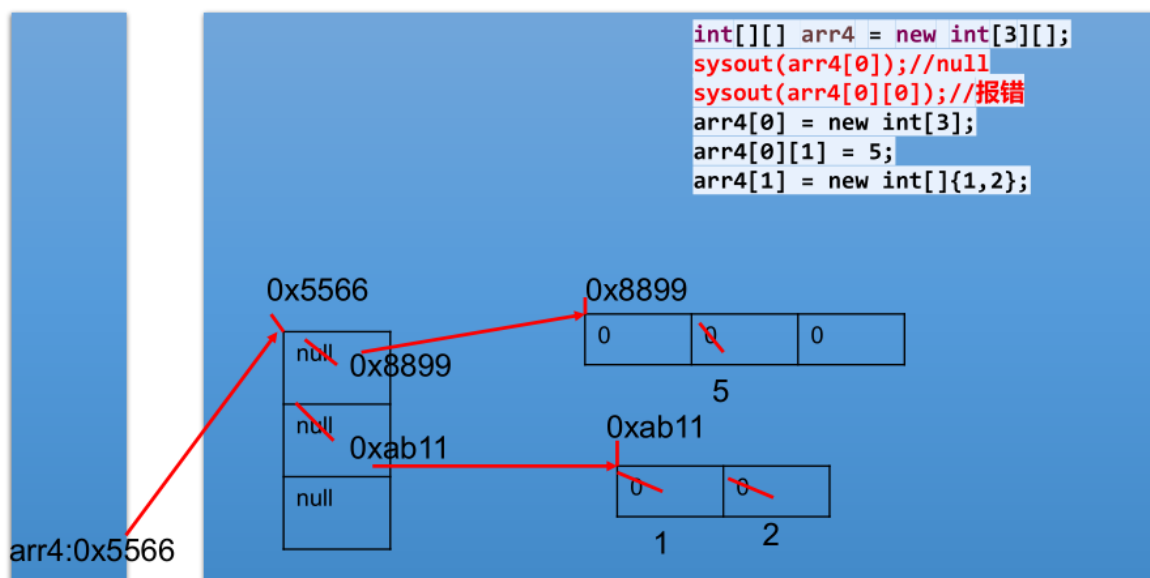 int[][] arr4 = new int[3][];
sysout(arr4[0]);//null
sysout(arr4[0][0]);//报错
arr4[0] = new int[3];
arr4[0][1] = 5;
arr4[1] = new int[]{1,2};
0x5566
0x8899
null
0x8899
0
0
0
5
null
0xab11
0xab11
0
0
1
2
null
arr4:0x5566